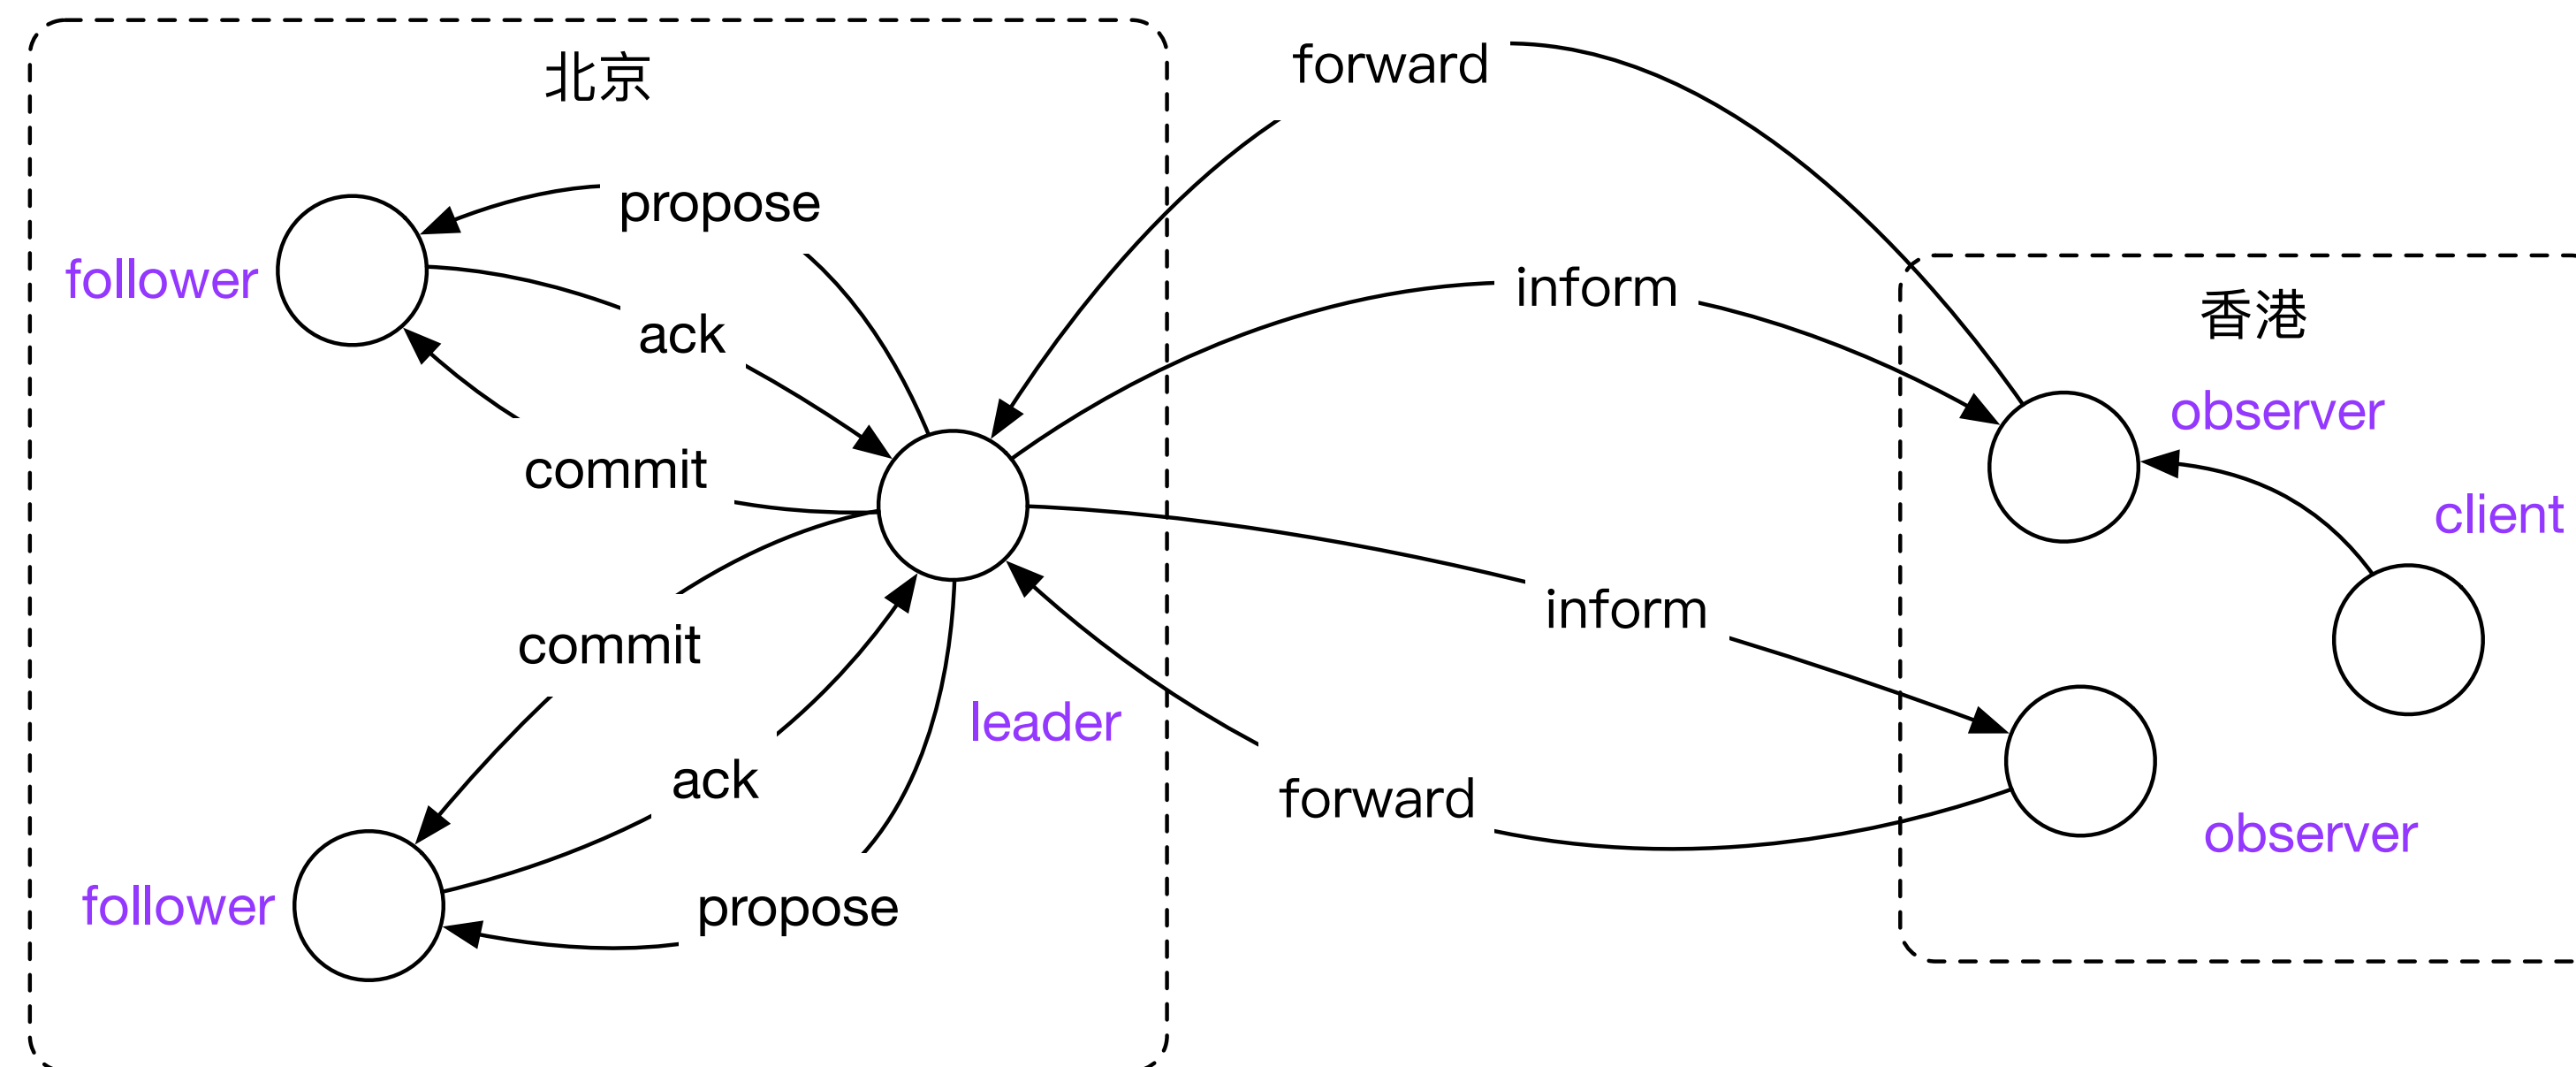 北京
forward
propose
follower
inform
香港
ack
observer
commit
client
inform
commit
leader
ack
forward
observer
follower
propose